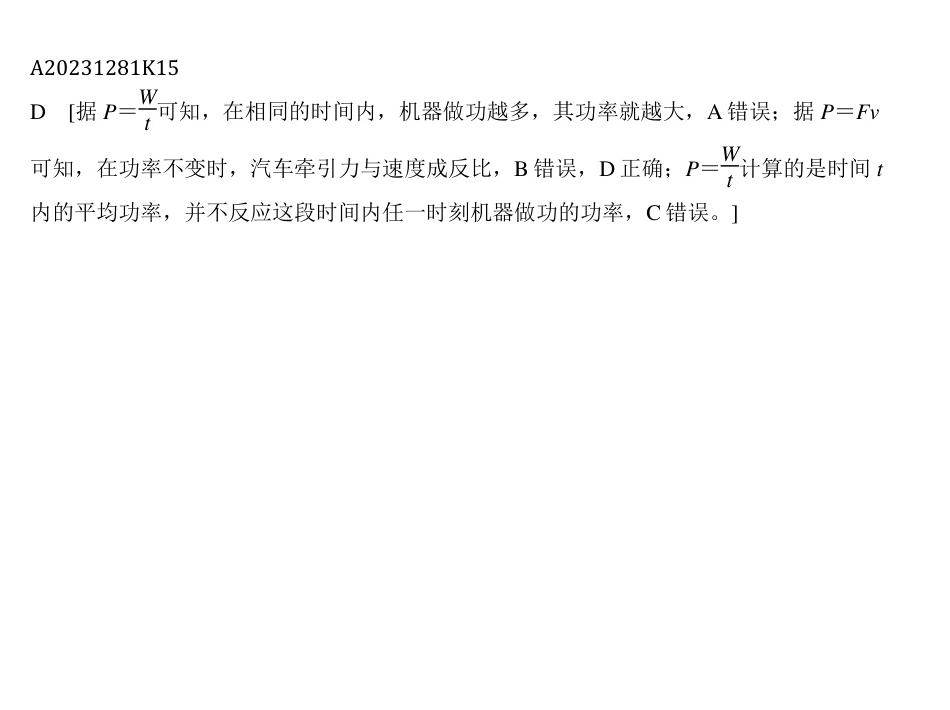 A20231281K15
D [据 P=W/t可知，在相同的时间内，机器做功越多，其功率就越大，A 错误；据 P=Fv
可知，在功率不变时，汽车牵引力与速度成反比，B 错误，D 正确；P=W/t计算的是时间 t
内的平均功率，并不反应这段时间内任一时刻机器做功的功率，C 错误。]